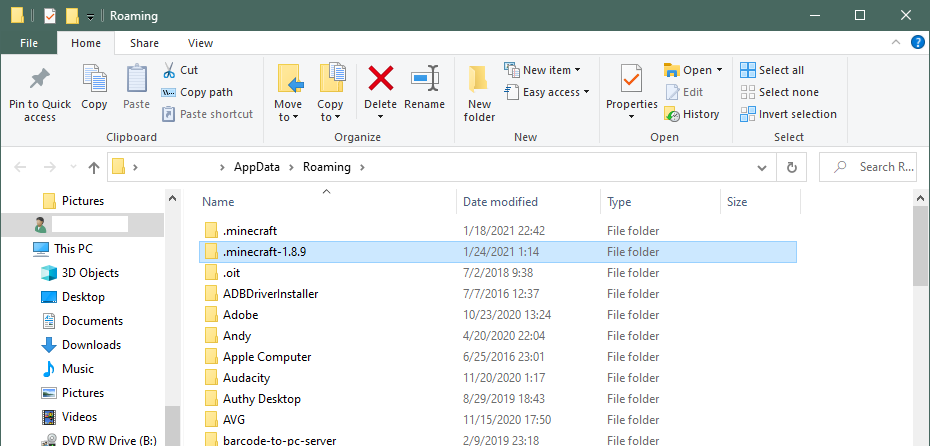 Roaming
File Home Share View
Pin to Quick access
Copy
Paste
Cut
Copy path
Paste shortcut
Clipboard
Move to
Copy to
Delete
Rename
Organize
New folder
New item
Easy access
New
Properties
Open
Edit
History
Open
Select all
Select none
Invert selection
Select
AppData Roaming Search R...
Pictures
This PC
3D Objects
Desktop
Documents
Downloads
Music
Pictures
Videos
DVD RW Drive (B:)
Name Date modified Type Size
.minecraft 1/18/2021 22:42 File folder
.minecraft-1.8.9 1/24/2021 1:14 File folder
.oit 7/2/2018 9:38 File folder
ADBDriverInstaller 7/7/2016 12:37 File folder
Adobe 10/23/2020 13:24 File folder
Andy 4/20/2020 22:04 File folder
Apple Computer 6/25/2016 23:01 File folder
Audacity 11/20/2020 1:17 File folder
Authy Desktop 8/29/2019 18:43 File folder
AVG 11/15/2020 17:50 File folder
barcode-to-pc-server 2/9/2019 23:18 File folder